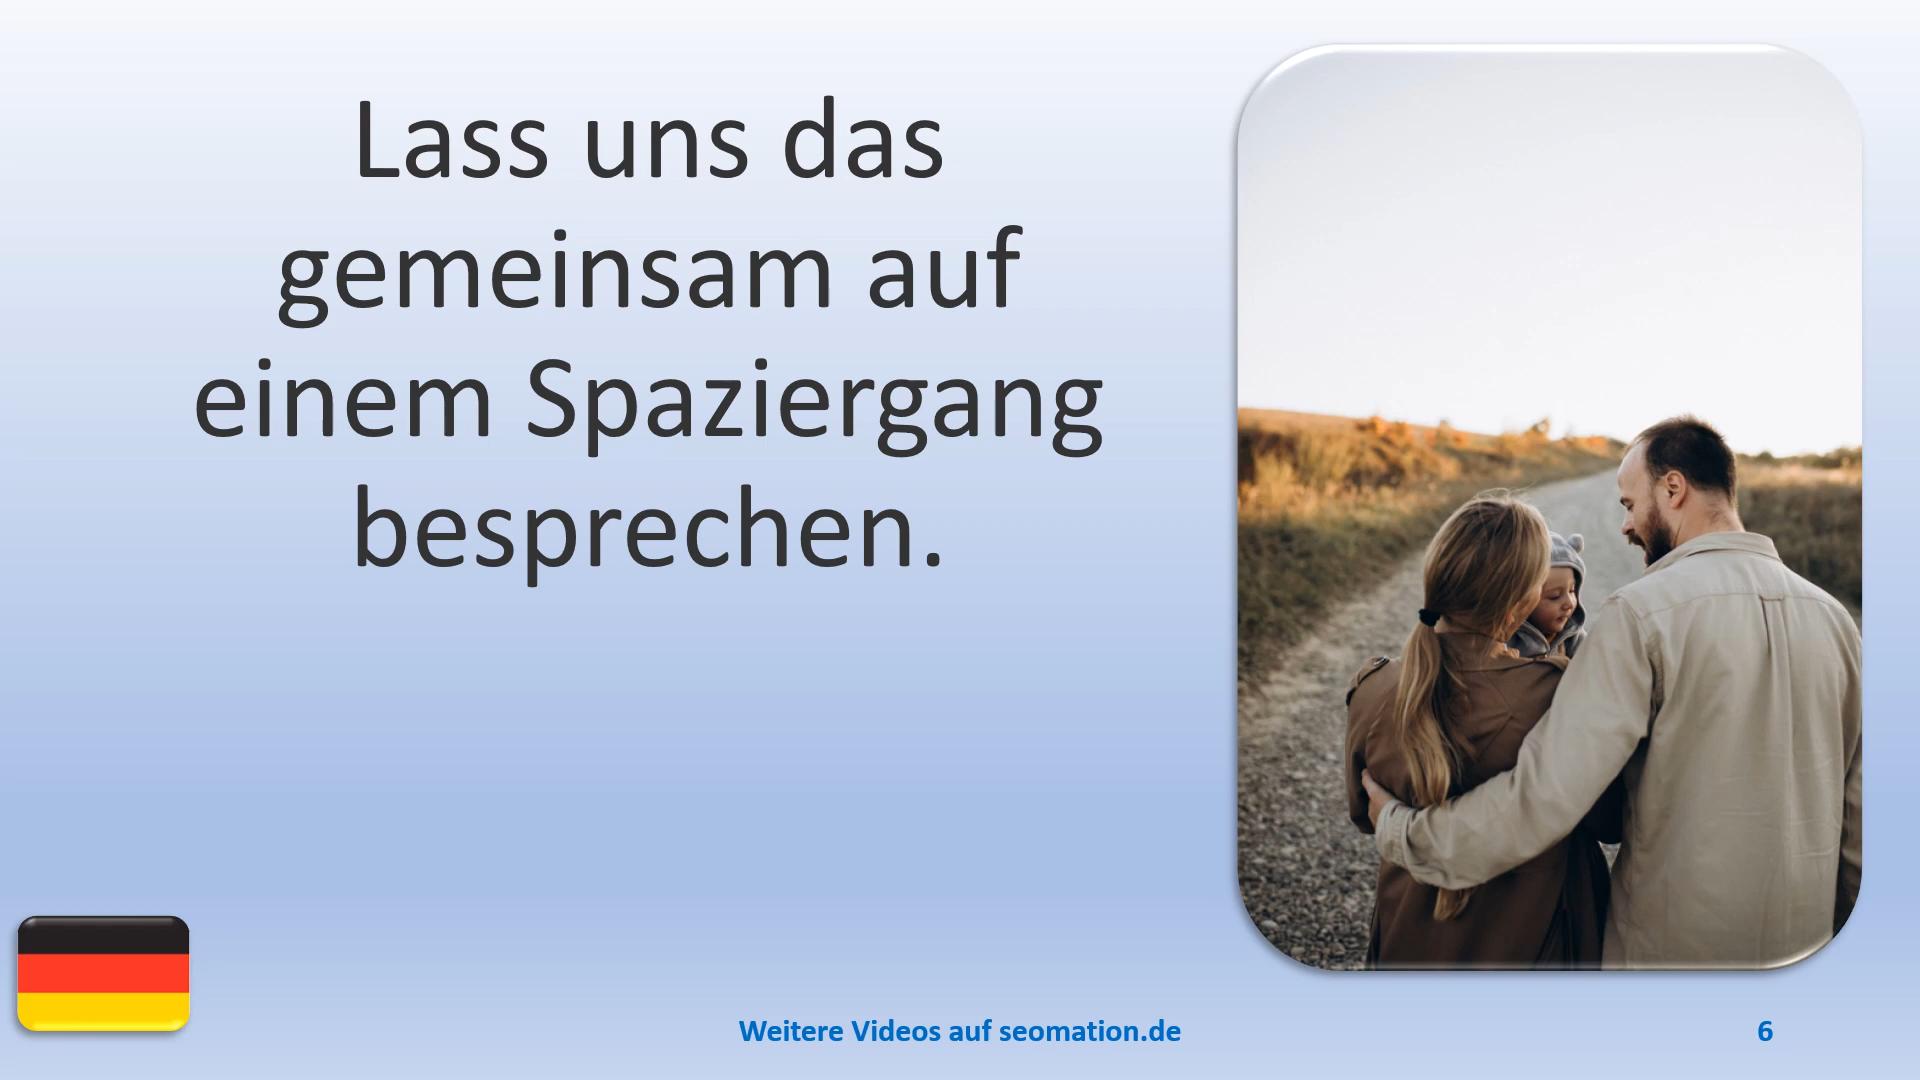 Lass uns das
gemeinsam auf
einem Spaziergang
besprechen.
Weitere Videos auf seomation.de
6